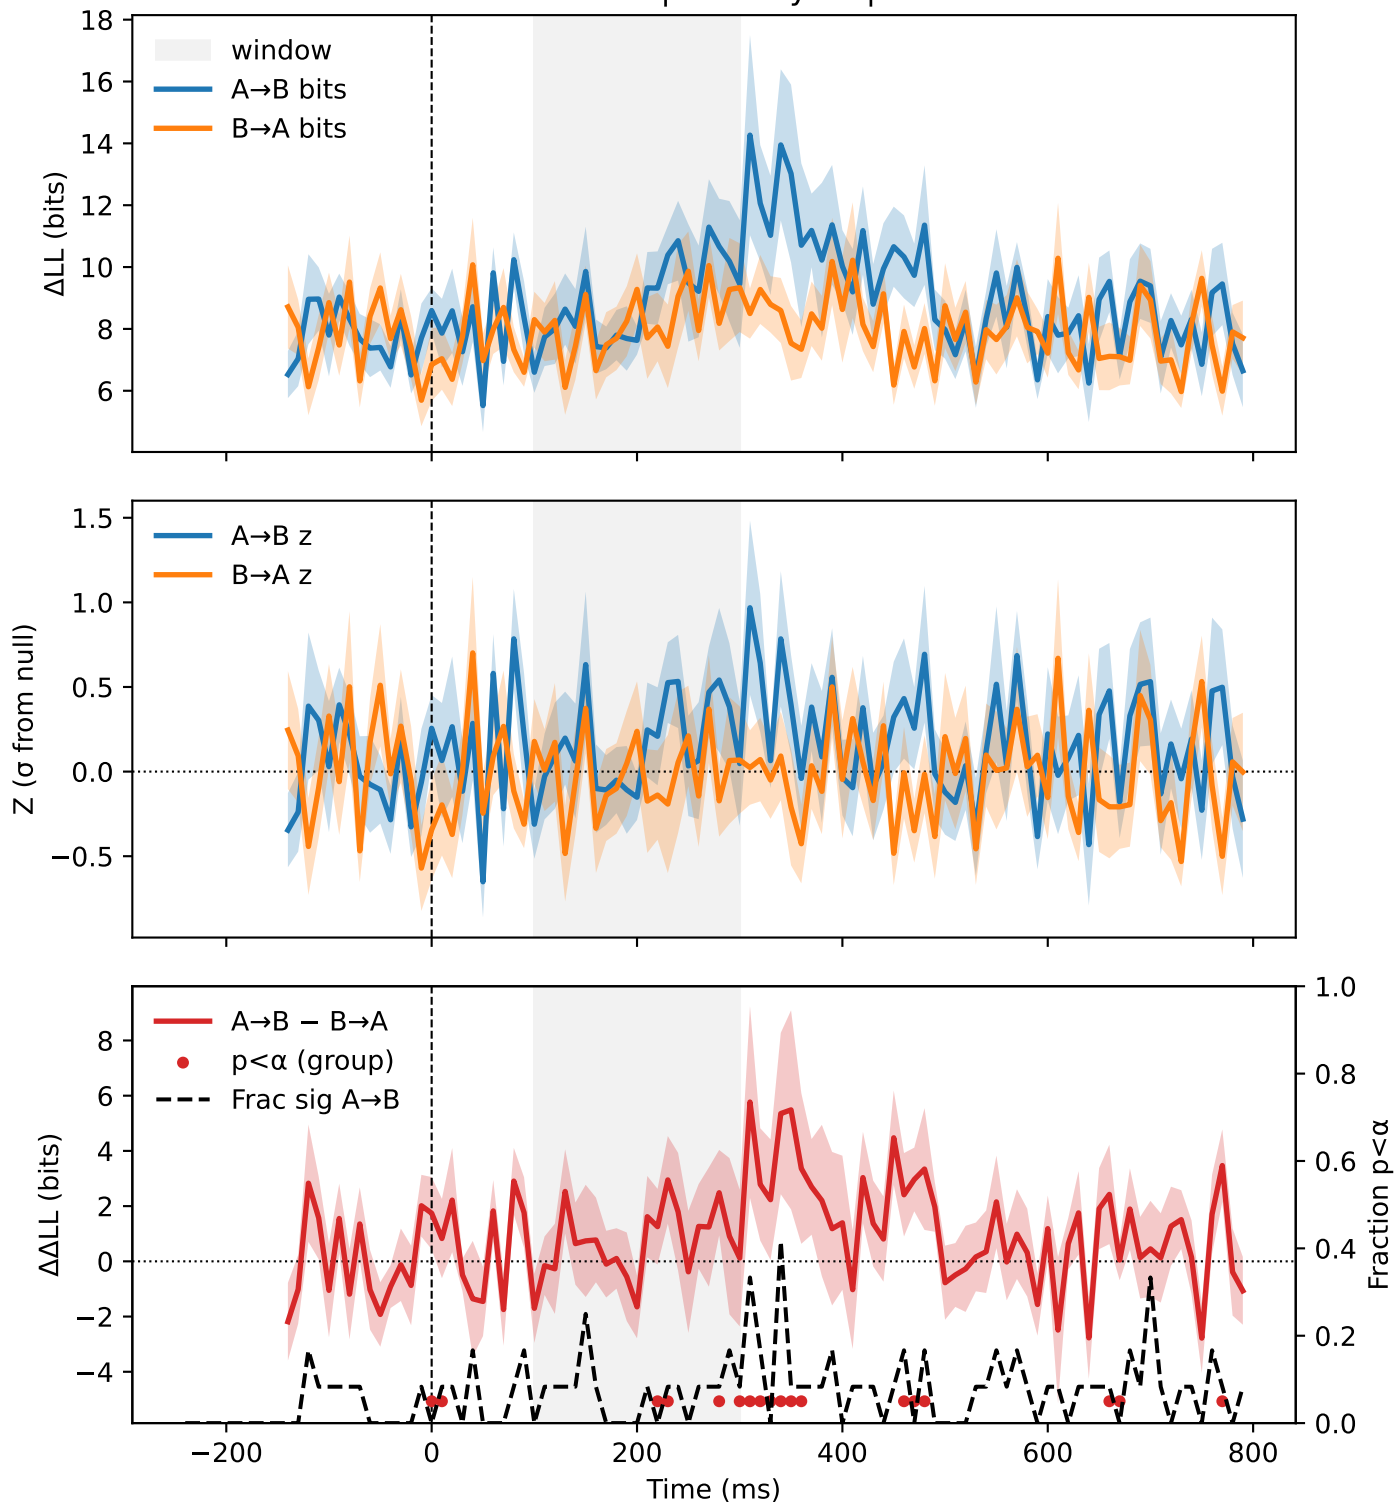 18
16
14
12
10
8
6
ΔLL (bits)
window
A→B bits
B→A bits
1.5
1.0
0.5
0.0
−0.5
Z (σ from null)
A→B z
B→A z
8
6
4
2
0
−2
−4
ΔΔLL (bits)
A→B − B→A
p<α (group)
Frac sig A→B
1.0
0.8
0.6
0.4
0.2
0.0
Fraction p<α
−200 0 200 400 600 800
Time (ms)